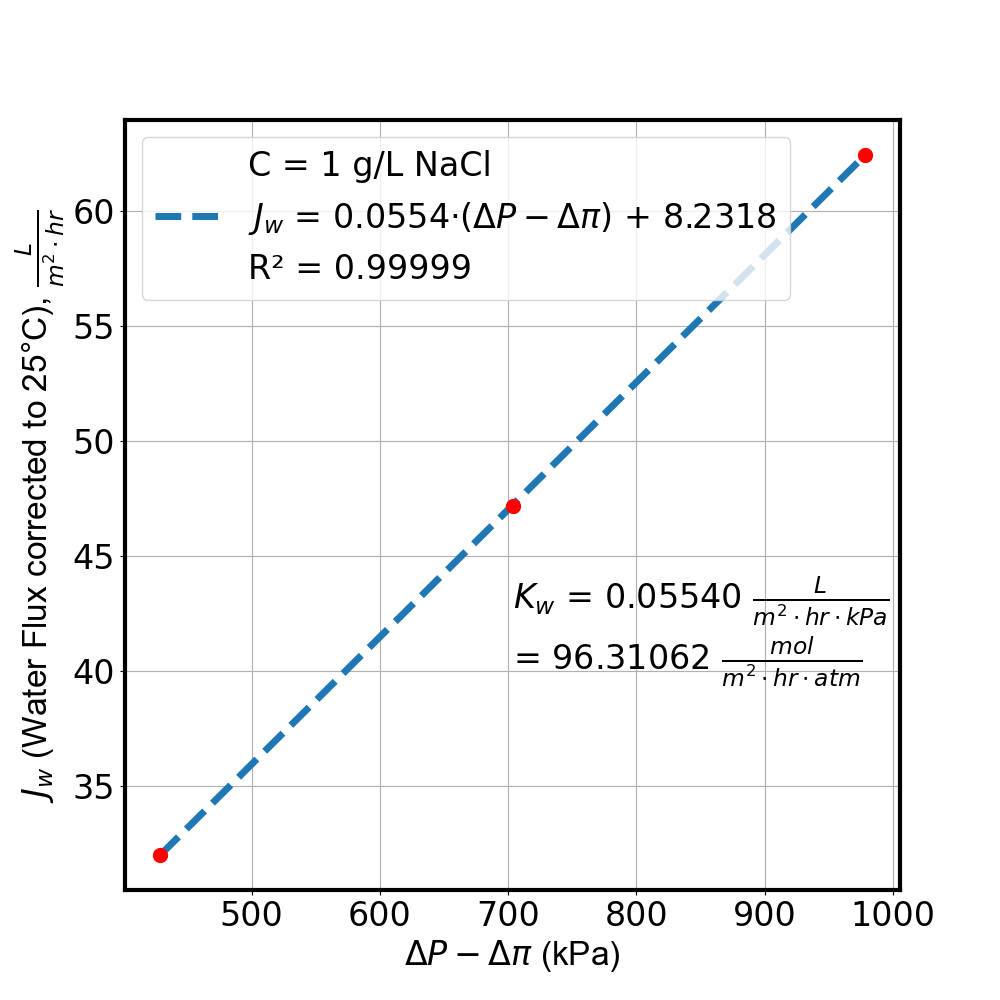 C = 1 g/L NaCl
J_w = 0.0554·(ΔP − Δπ) + 8.2318
R² = 0.99999
60
55
50
45
40
35
J_w (Water Flux corrected to 25°C), L/(m²·hr)
K_w = 0.05540 L/(m²·hr·kPa)
= 96.31062 mol/(m²·hr·atm)
500 600 700 800 900 1000
ΔP − Δπ (kPa)